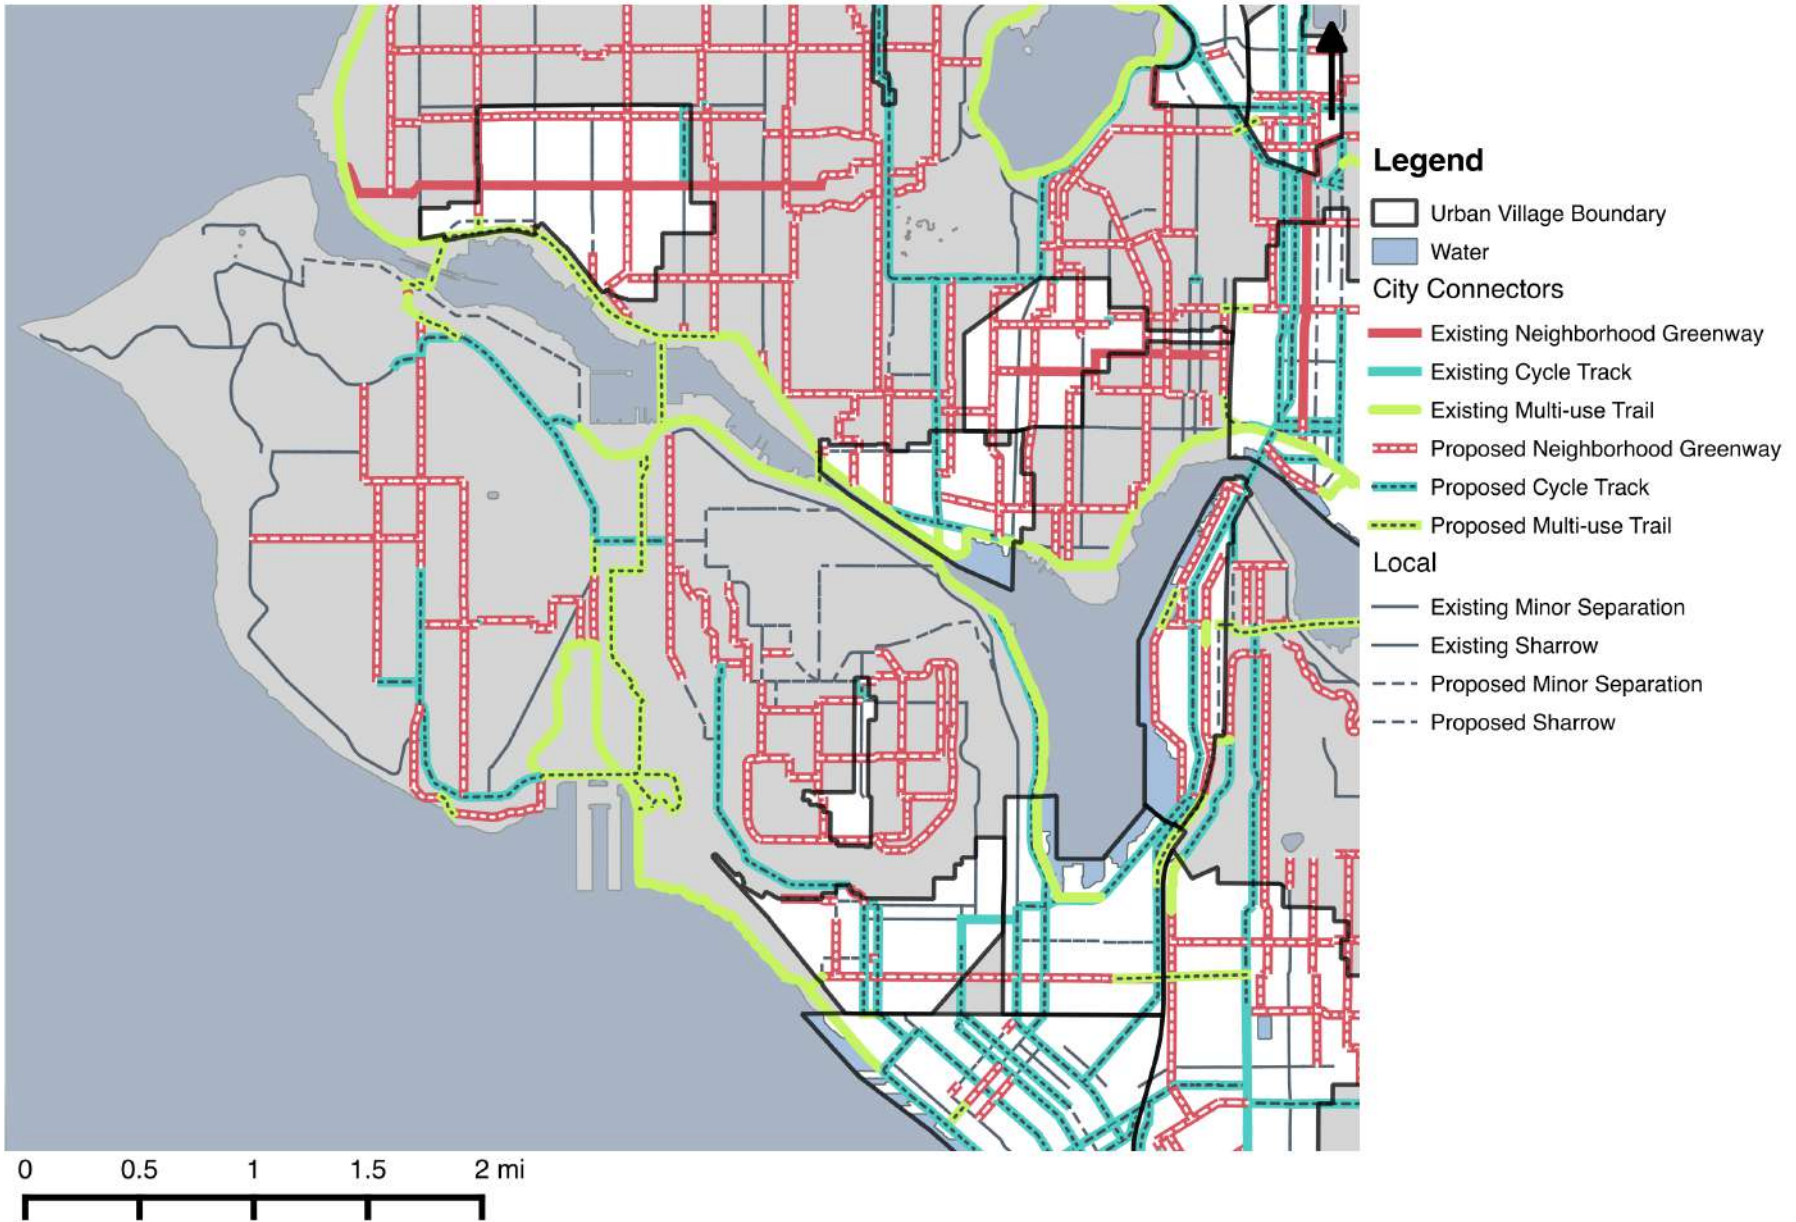 Legend
Urban Village Boundary
Water
City Connectors
Existing Neighborhood Greenway
Existing Cycle Track
Existing Multi-use Trail
Proposed Neighborhood Greenway
Proposed Cycle Track
Proposed Multi-use Trail
Local
Existing Minor Separation
Existing Sharrow
Proposed Minor Separation
Proposed Sharrow
0 0.5 1 1.5 2 mi